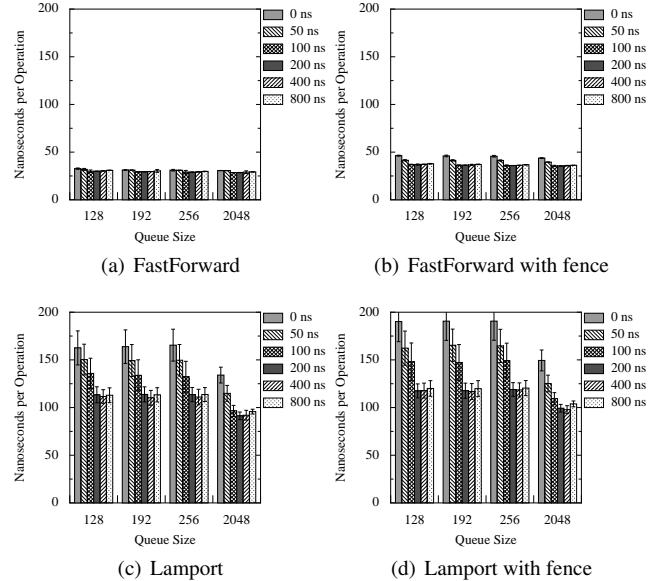 200
150
100
50
0
Nanoseconds per Operation
128 192 256 2048
Queue Size
0 ns
50 ns
100 ns
200 ns
400 ns
800 ns
(a) FastForward
200
150
100
50
0
Nanoseconds per Operation
128 192 256 2048
Queue Size
0 ns
50 ns
100 ns
200 ns
400 ns
800 ns
(b) FastForward with fence
200
150
100
50
0
Nanoseconds per Operation
128 192 256 2048
Queue Size
0 ns
50 ns
100 ns
200 ns
400 ns
800 ns
(c) Lamport
200
150
100
50
0
Nanoseconds per Operation
128 192 256 2048
Queue Size
0 ns
50 ns
100 ns
200 ns
400 ns
800 ns
(d) Lamport with fence